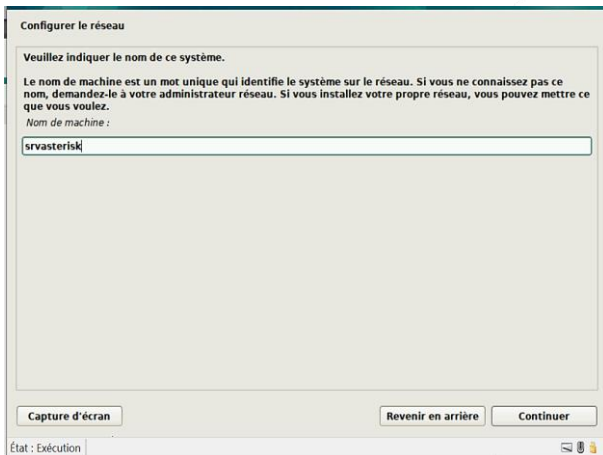 Configurer le réseau
Veuillez indiquer le nom de ce système.
Le nom de machine est un mot unique qui identifie le système sur le réseau. Si vous ne connaissez pas ce
nom, demandez-le à votre administrateur réseau. Si vous installez votre propre réseau, vous pouvez mettre ce
que vous voulez.
Nom de machine :
srvasterisk
Capture d'écran
Revenir en arrière
Continuer
État : Exécution